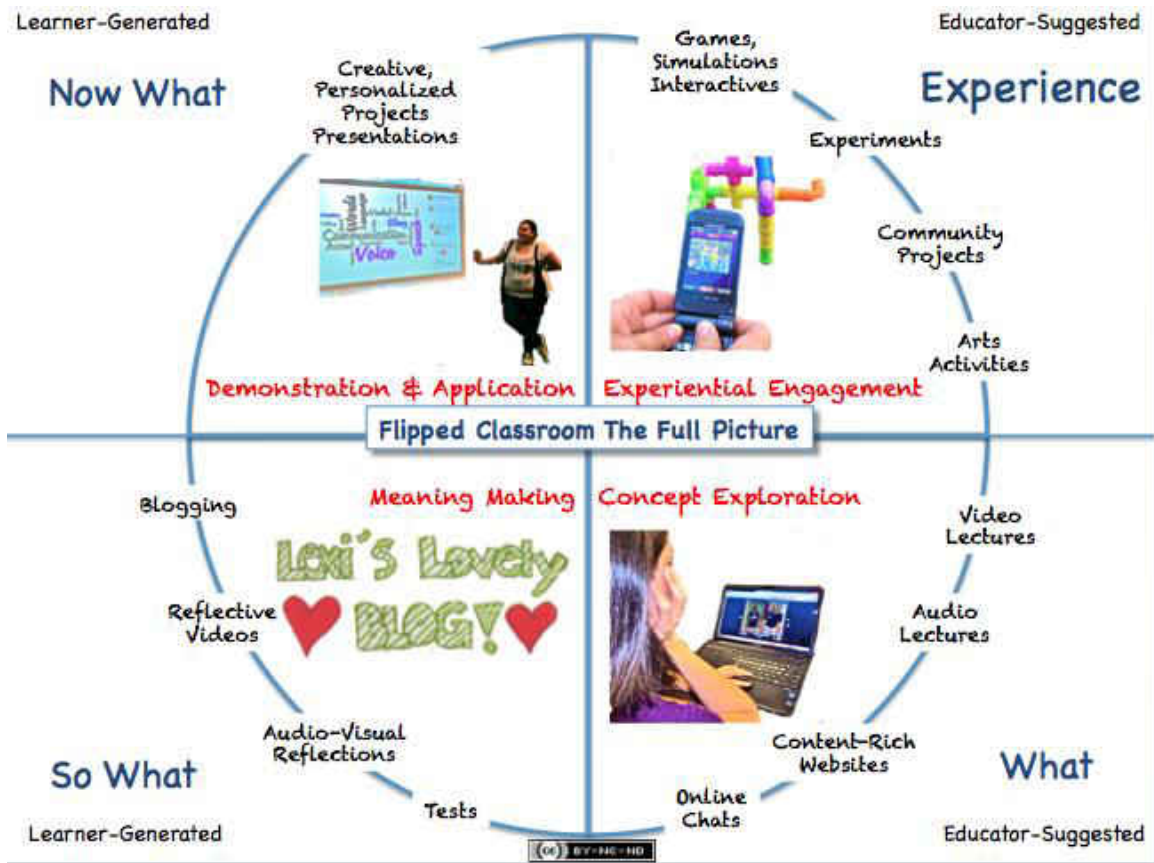 Learner-Generated
Educator-Suggested
Now What
Experience
Creative,
Personalized
Projects
Presentations
Games,
Simulations
Interactives
Experiments
Community
Projects
Arts
Activities
Words
Voice
Demonstration & Application
Experiential Engagement
Flipped Classroom The Full Picture
Meaning Making
Concept Exploration
Blogging
Reflective
Videos
Audio-Visual
Reflections
Tests
Lexi's Lovely
BLOG!
Video
Lectures
Audio
Lectures
Content-Rich
Websites
Online
Chats
So What
What
Learner-Generated
Educator-Suggested
cc BY-NC-ND